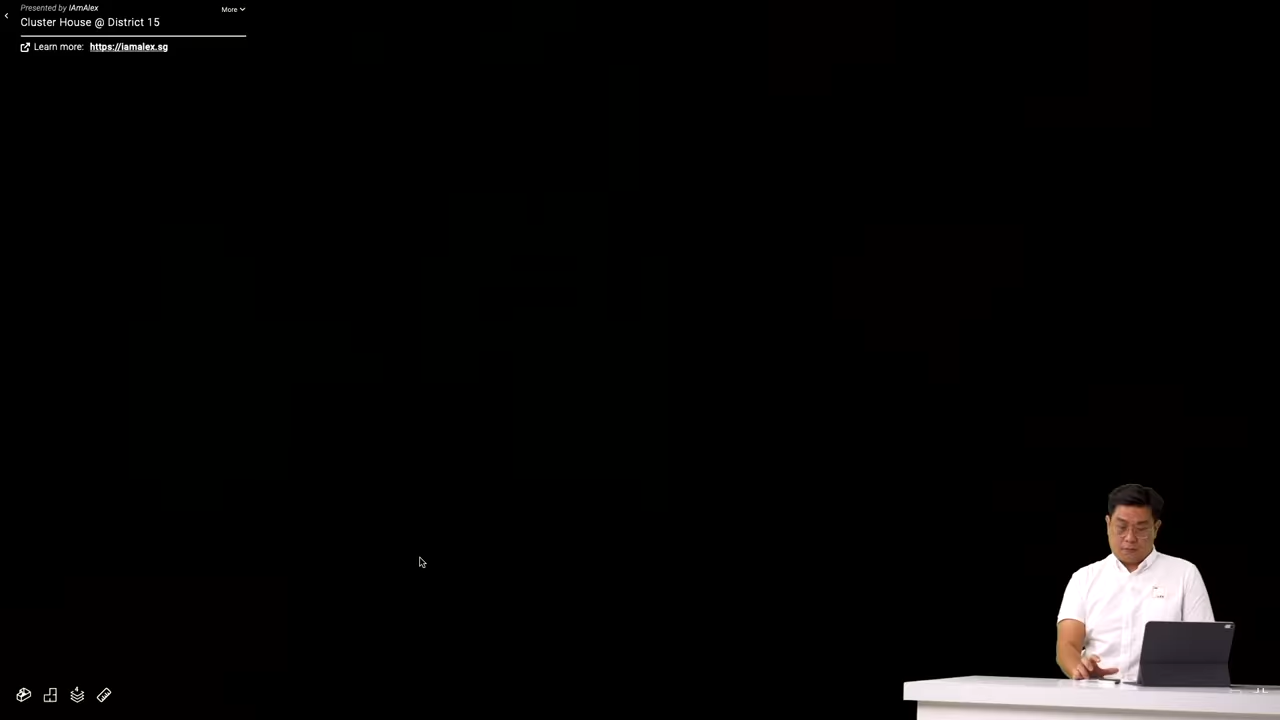 Presented by IAmAlex
More
Cluster House @ District 15
Learn more: https://iamalex.sg